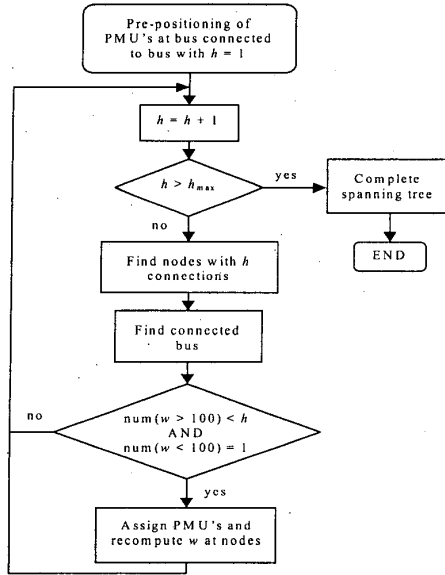 Pre-positioning of
PMU's at bus connected
to bus with h = 1
h = h + 1
h > hmax
yes
Complete
spanning tree
no
END
Find nodes with h
connections
Find connected
bus
no
num(w > 100) < h
AND
num(w < 100) = 1
yes
Assign PMU's and
recompute w at nodes